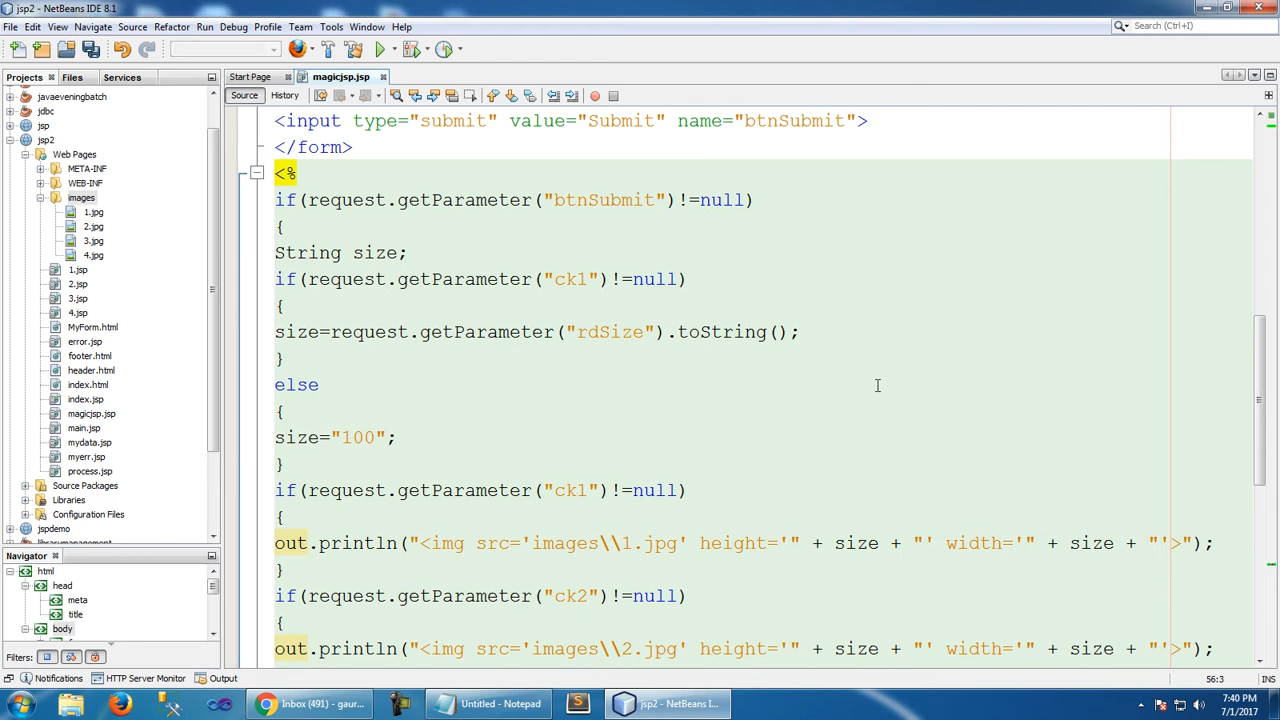 jsp2 - NetBeans IDE 8.1
File Edit View Navigate Source Refactor Run Debug Profile Team Tools Window Help
Search (Ctrl+I)
Projects Files Services
Start Page magicjsp.jsp
Source History
javaeveningbatch
jdbc
jsp
jsp2
Web Pages
META-INF
WEB-INF
images
1.jpg
2.jpg
3.jpg
4.jpg
1.jsp
2.jsp
3.jsp
4.jsp
MyForm.html
error.jsp
footer.html
header.html
index.html
index.jsp
magicjsp.jsp
main.jsp
mydata.jsp
myerr.jsp
process.jsp
Source Packages
Libraries
Configuration Files
jspdemo
Navigator
html
head
meta
title
body
Filters:
<input type="submit" value="Submit" name="btnSubmit">
</form>
<%
if(request.getParameter("btnSubmit")!=null)
{
String size;
if(request.getParameter("ck1")!=null)
{
size=request.getParameter("rdSize").toString();
}
else
{
size="100";
}
if(request.getParameter("ck1")!=null)
{
out.println("<img src='images\\1.jpg' height='" + size + "' width='" + size + "'>");
}
if(request.getParameter("ck2")!=null)
{
out.println("<img src='images\\2.jpg' height='" + size + "' width='" + size + "'>");
Notifications HTTP Server Monitor Output
56:3 INS
Inbox (491) - gaur... Untitled - Notepad jsp2 - NetBeans I...
7:40 PM
7/1/2017